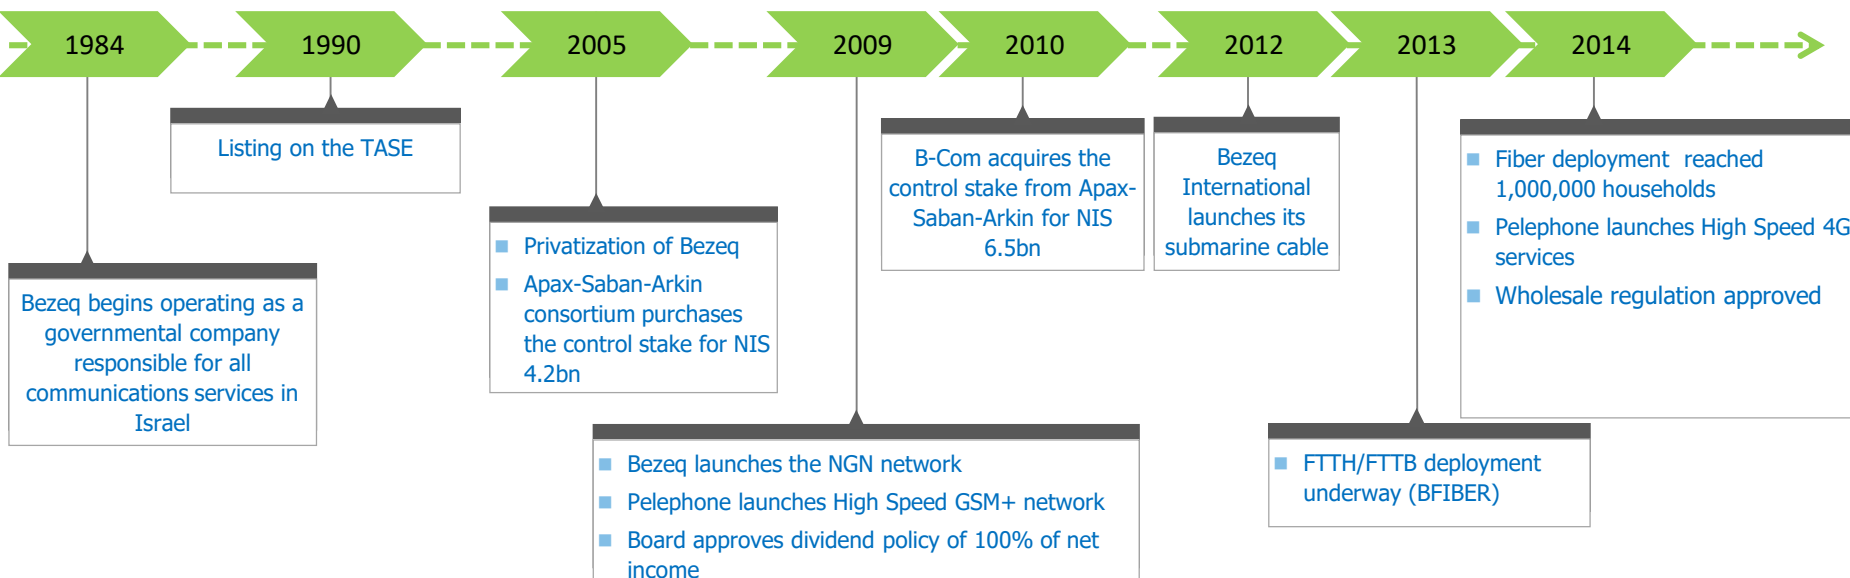 1984
1990
2005
2009
2010
2012
2013
2014
Bezeq begins operating as a
governmental company
responsible for all
communications services in
Israel
Listing on the TASE
Privatization of Bezeq
Apax-Saban-Arkin
consortium purchases
the control stake for NIS
4.2bn
Bezeq launches the NGN network
Pelephone launches High Speed GSM+ network
Board approves dividend policy of 100% of net
income
B-Com acquires the
control stake from Apax-
Saban-Arkin for NIS
6.5bn
Bezeq
International
launches its
submarine cable
FTTH/FTTB deployment
underway (BFIBER)
Fiber deployment reached
1,000,000 households
Pelephone launches High Speed 4G
services
Wholesale regulation approved